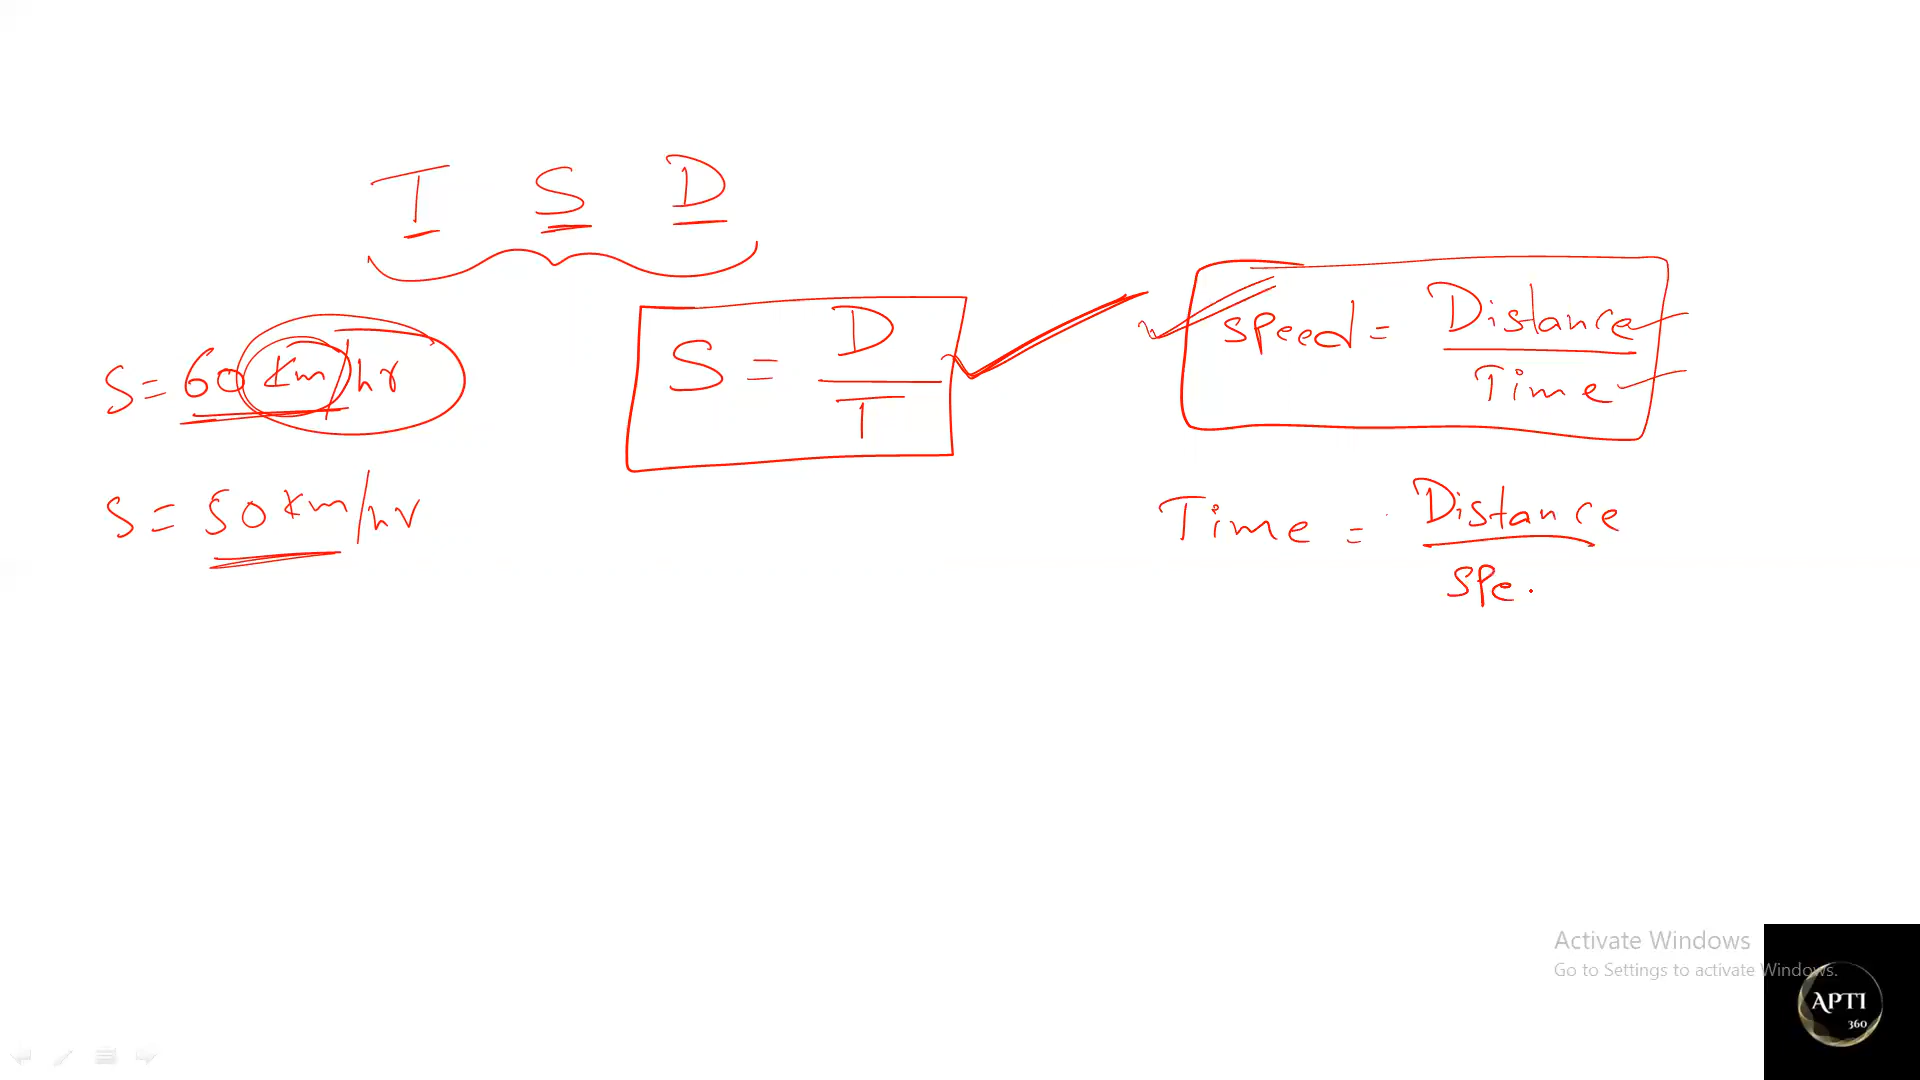 T S D
S = 60 km/hr
S = D
T
speed = Distance
Time
S = 50 km/hr
Time = Distance
spe.
Activate Windows
Go to Settings to activate Windows.
APTI
360